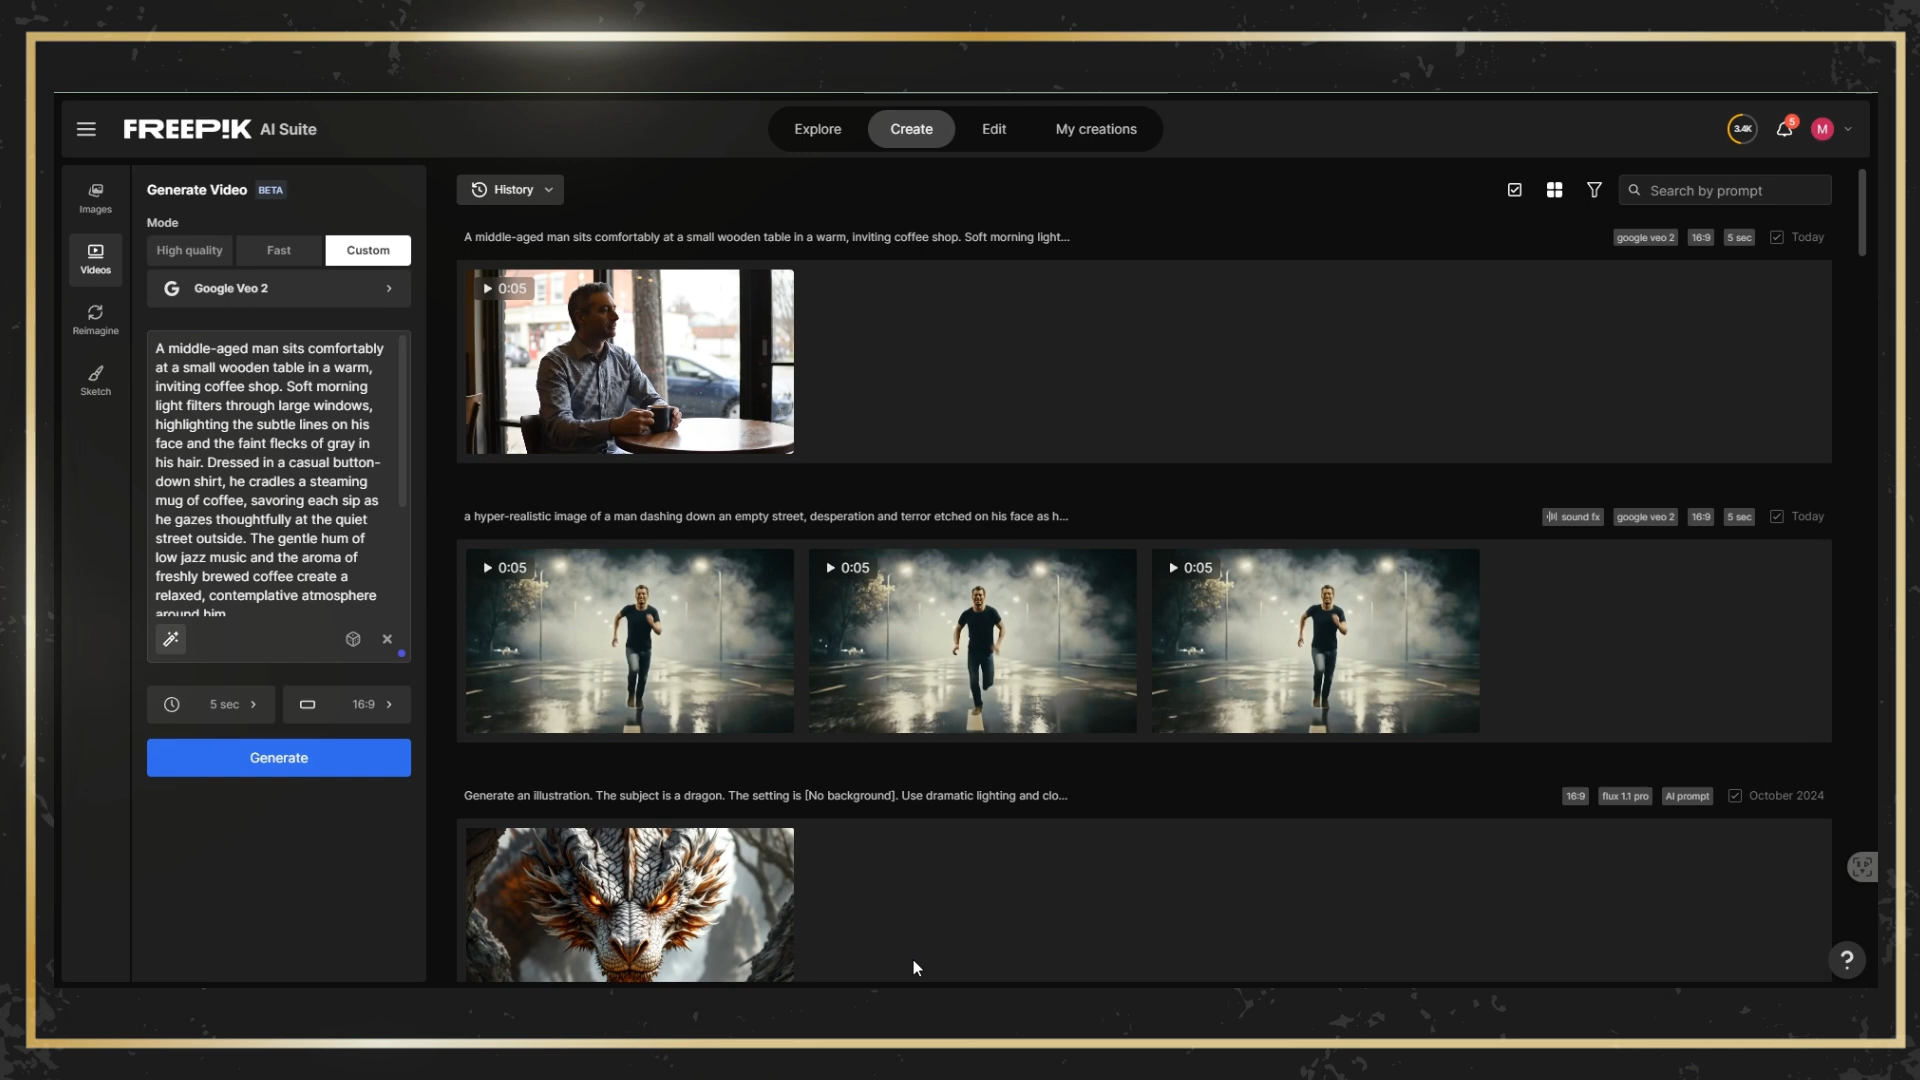 FREEPIK AI Suite
Explore
Create
Edit
My creations
3.4K
5
M
Images
Videos
Reimagine
Sketch
Generate Video BETA
Mode
High quality
Fast
Custom
G Google Veo 2
A middle-aged man sits comfortably
at a small wooden table in a warm,
inviting coffee shop. Soft morning
light filters through large windows,
highlighting the subtle lines on his
face and the faint flecks of gray in
his hair. Dressed in a casual button-
down shirt, he cradles a steaming
mug of coffee, savoring each sip as
he gazes thoughtfully at the quiet
street outside. The gentle hum of
low jazz music and the aroma of
freshly brewed coffee create a
relaxed, contemplative atmosphere
around him.
5 sec
16:9
Generate
History
Search by prompt
A middle-aged man sits comfortably at a small wooden table in a warm, inviting coffee shop. Soft morning light...
google veo 2
16:9
5 sec
Today
0:05
a hyper-realistic image of a man dashing down an empty street, desperation and terror etched on his face as h...
sound fx
google veo 2
16:9
5 sec
Today
0:05
0:05
0:05
Generate an illustration. The subject is a dragon. The setting is [No background]. Use dramatic lighting and clo...
16:9
flux 1.1 pro
AI prompt
October 2024
?